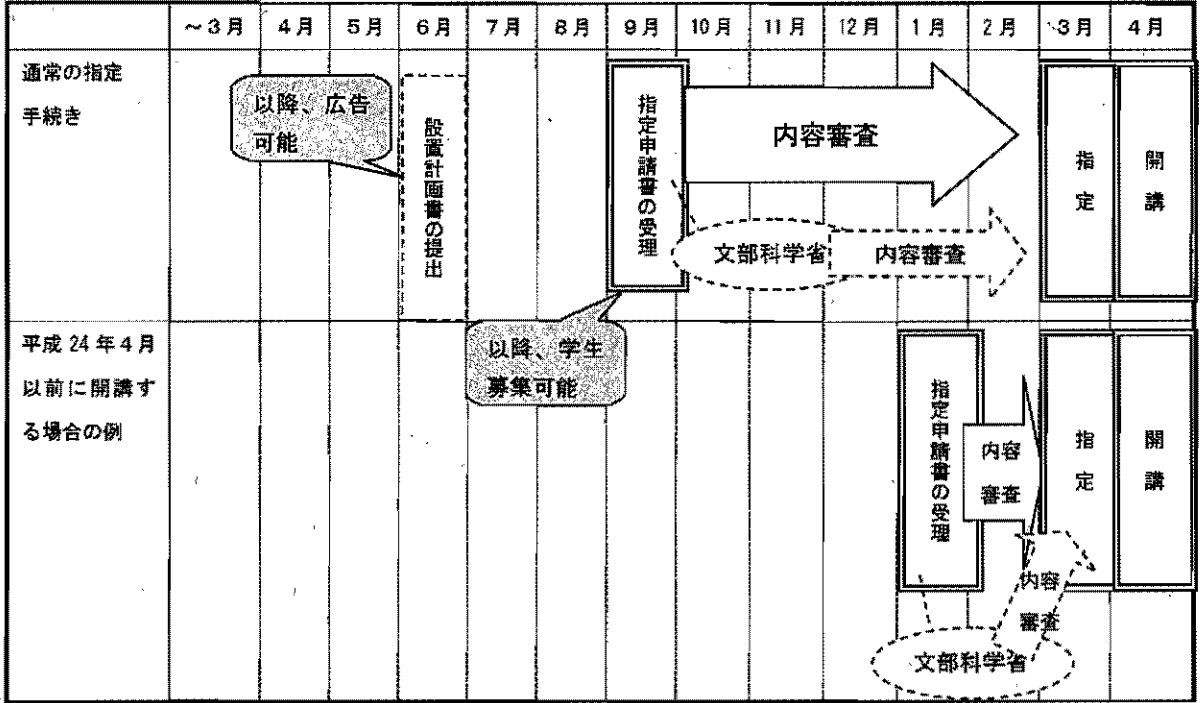 ～3月 4月 5月 6月 7月 8月 9月 10月 11月 12月 1月 2月 3月 4月
通常の指定
手続き
以降、広告
可能
設置計画書の提出
指定申請書の受理
内容審査
文部科学省
内容審査
指定
開講
以降、学生
募集可能
平成24年4月
以前に開講す
る場合の例
指定申請書の受理
内容
審査
指定
開講
内容
審査
文部科学省